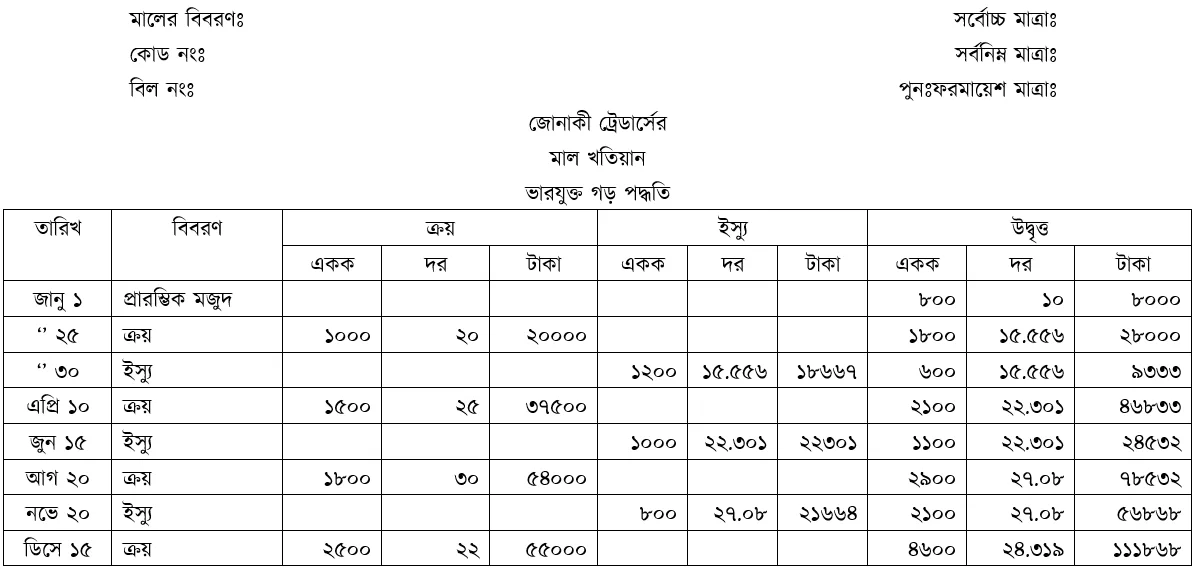 মালের বিবরণঃ সর্বোচ্চ মাত্রাঃ
কোড নংঃ সর্বনিম্ন মাত্রাঃ
বিল নংঃ পুনঃফরমায়েশ মাত্রাঃ
জোনাকী ট্রেডার্সের
মাল খতিয়ান
ভারযুক্ত গড় পদ্ধতি
তারিখ বিবরণ ক্রয় ইস্যু উদ্বৃত্ত
একক দর টাকা একক দর টাকা একক দর টাকা
জানু ১ প্রারম্ভিক মজুদ ৮০০ ১০ ৮০০০
‘’ ২৫ ক্রয় ১০০০ ২০ ২০০০০ ১৮০০ ১৫.৫৫৬ ২৮০০০
‘’ ৩০ ইস্যু ১২০০ ১৫.৫৫৬ ১৮৬৬৭ ৬০০ ১৫.৫৫৬ ৯৩৩৩
এপ্রি ১০ ক্রয় ১৫০০ ২৫ ৩৭৫০০ ২১০০ ২২.৩০১ ৪৬৮৩৩
জুন ১৫ ইস্যু ১০০০ ২২.৩০১ ২২৩০১ ১১০০ ২২.৩০১ ২৪৫৩২
আগ ২০ ক্রয় ১৮০০ ৩০ ৫৪০০০ ২৯০০ ২৭.০৮ ৭৮৫৩২
নভে ২০ ইস্যু ৮০০ ২৭.০৮ ২১৬৬৪ ২১০০ ২৭.০৮ ৫৬৮৬৮
ডিসে ১৫ ক্রয় ২৫০০ ২২ ৫৫০০০ ৪৬০০ ২৪.৩১৯ ১১১৮৬৮